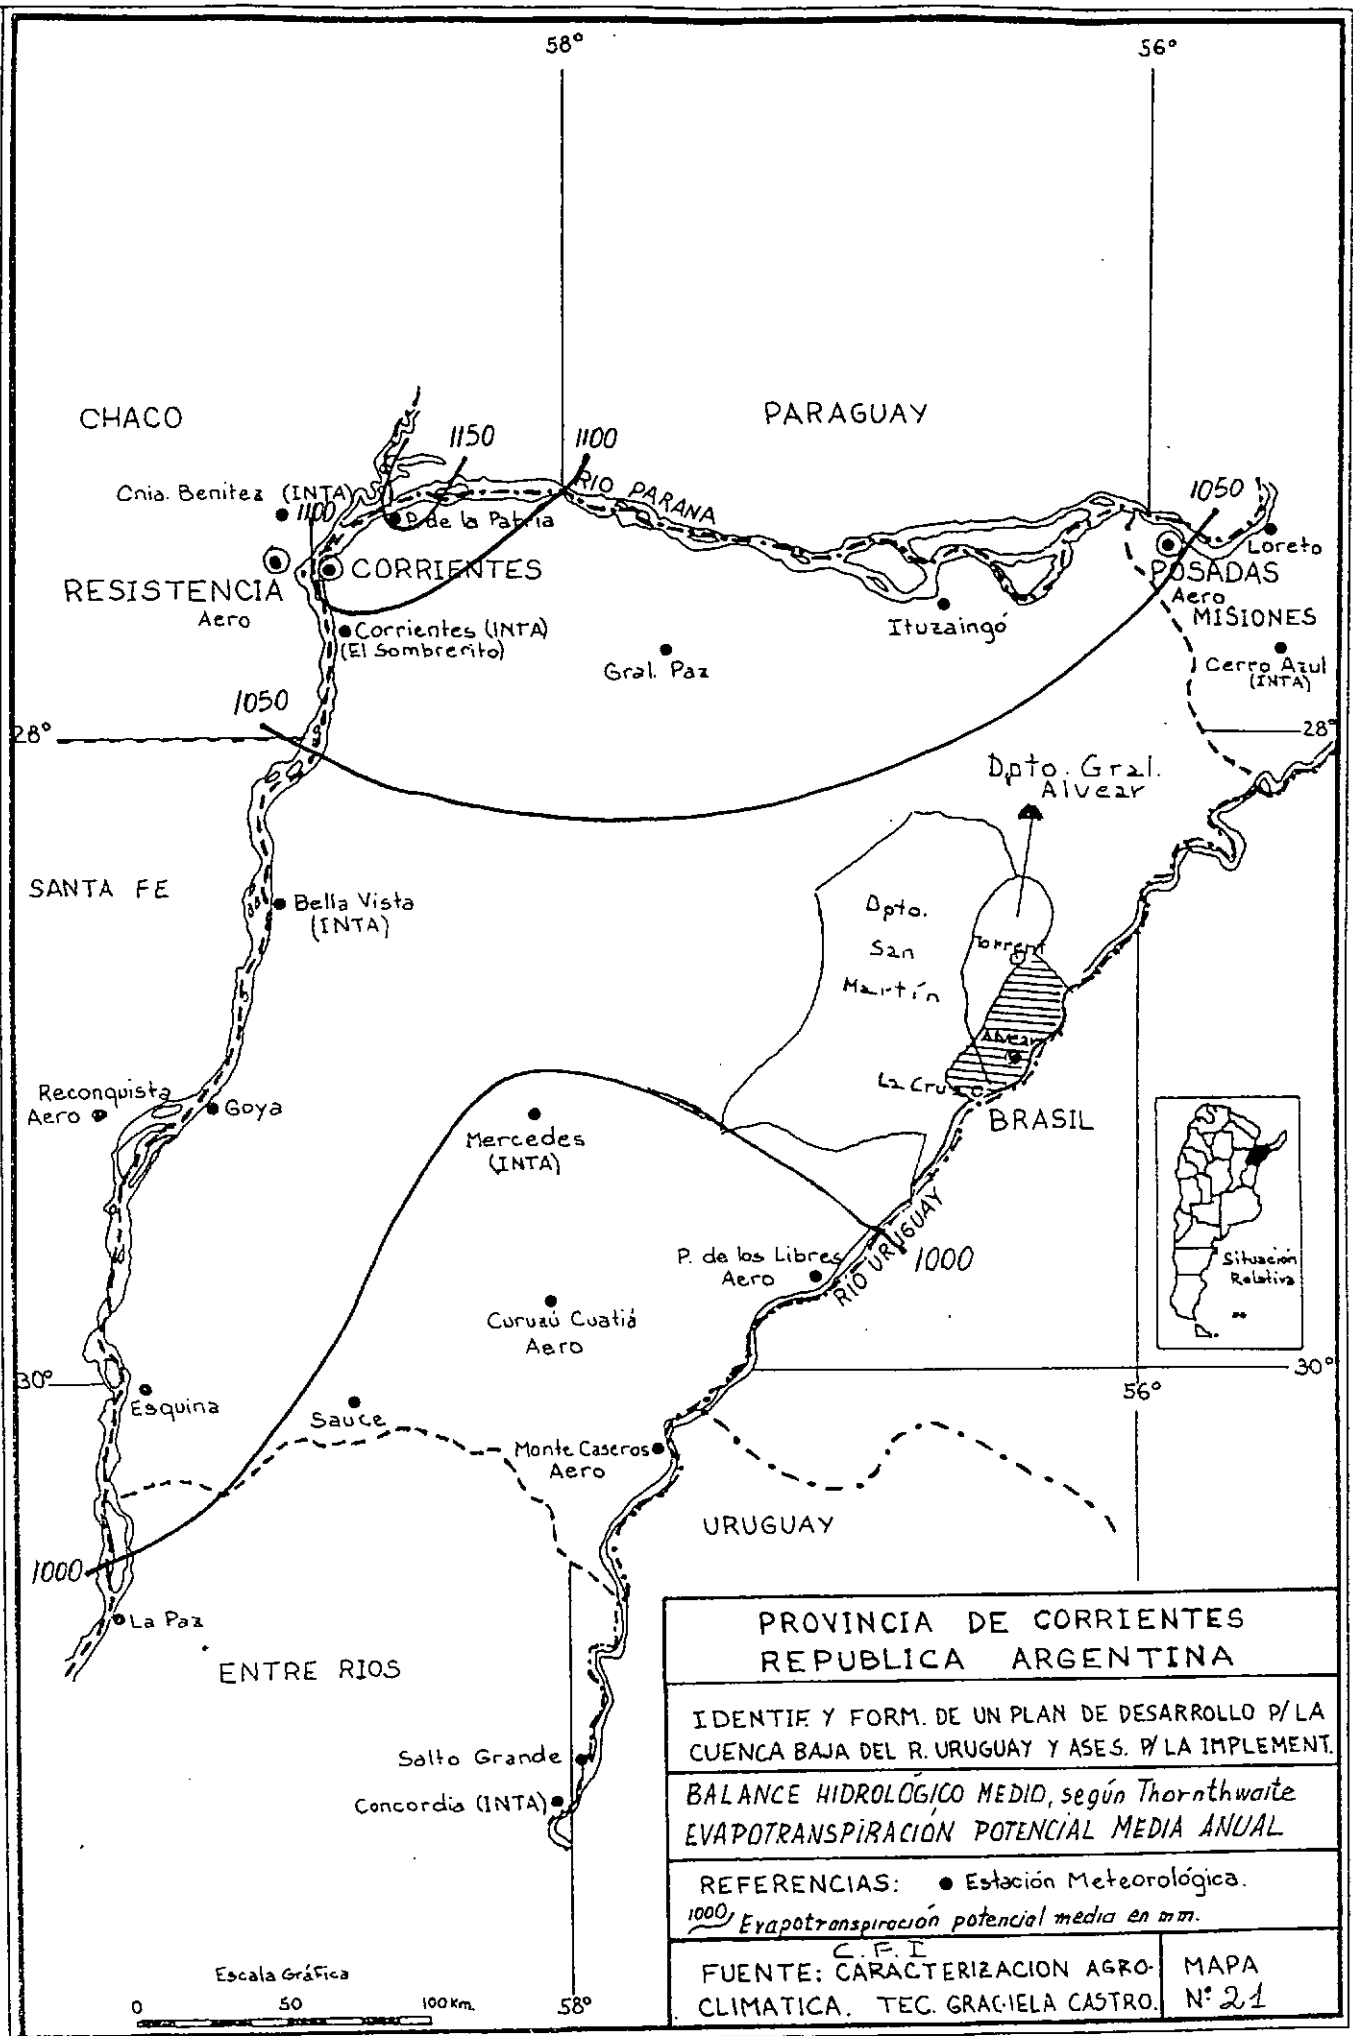 58°
56°
CHACO
PARAGUAY
1150
1100
Cnia. Benitez (INTA)
1100
P. de la Patria
RIO PARANA
1050
Loreto
CORRIENTES
RESISTENCIA
Aero
POSADAS
Aero
MISIONES
Corrientes (INTA)
(El Sombrerito)
Ituzaingó
Gral. Paz
Cerro Azul
(INTA)
1050
28°
28°
Dpto. Gral.
Alvear
SANTA FE
Bella Vista
(INTA)
Dpto.
San
Martín
Torrent
Alvear
La Cruz
Reconquista
Aero
Goya
BRASIL
Mercedes
(INTA)
RIO URUGUAY
1000
P. de los Libres
Aero
Situación
Relativa
Curuzú Cuatiá
Aero
30°
30°
56°
Esquina
Sauce
Monte Caseros
Aero
URUGUAY
1000
La Paz
ENTRE RIOS
Salto Grande
Concordia (INTA)
58°
Escala Gráfica
0 50 100 Km.
PROVINCIA DE CORRIENTES
REPUBLICA ARGENTINA
IDENTIF. Y FORM. DE UN PLAN DE DESARROLLO P/ LA
CUENCA BAJA DEL R. URUGUAY Y ASES. P/ LA IMPLEMENT.
BALANCE HIDROLÓGICO MEDIO, según Thornthwaite
EVAPOTRANSPIRACIÓN POTENCIAL MEDIA ANUAL
REFERENCIAS: ● Estación Meteorológica.
1000 Evapotranspiración potencial media en mm.
C.F.I
FUENTE: CARACTERIZACION AGRO-
CLIMATICA. TEC. GRACIELA CASTRO.
MAPA
N° 21